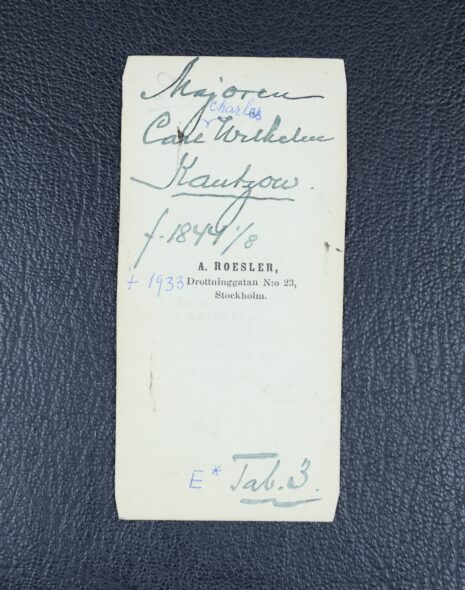 Majoren
Charles
Carl Wilhelm
Kantzow.
f. 1844 1/8
A. ROESLER,
+ 1933 Drottninggatan N:o 23,
Stockholm.
E* Tab. 3.